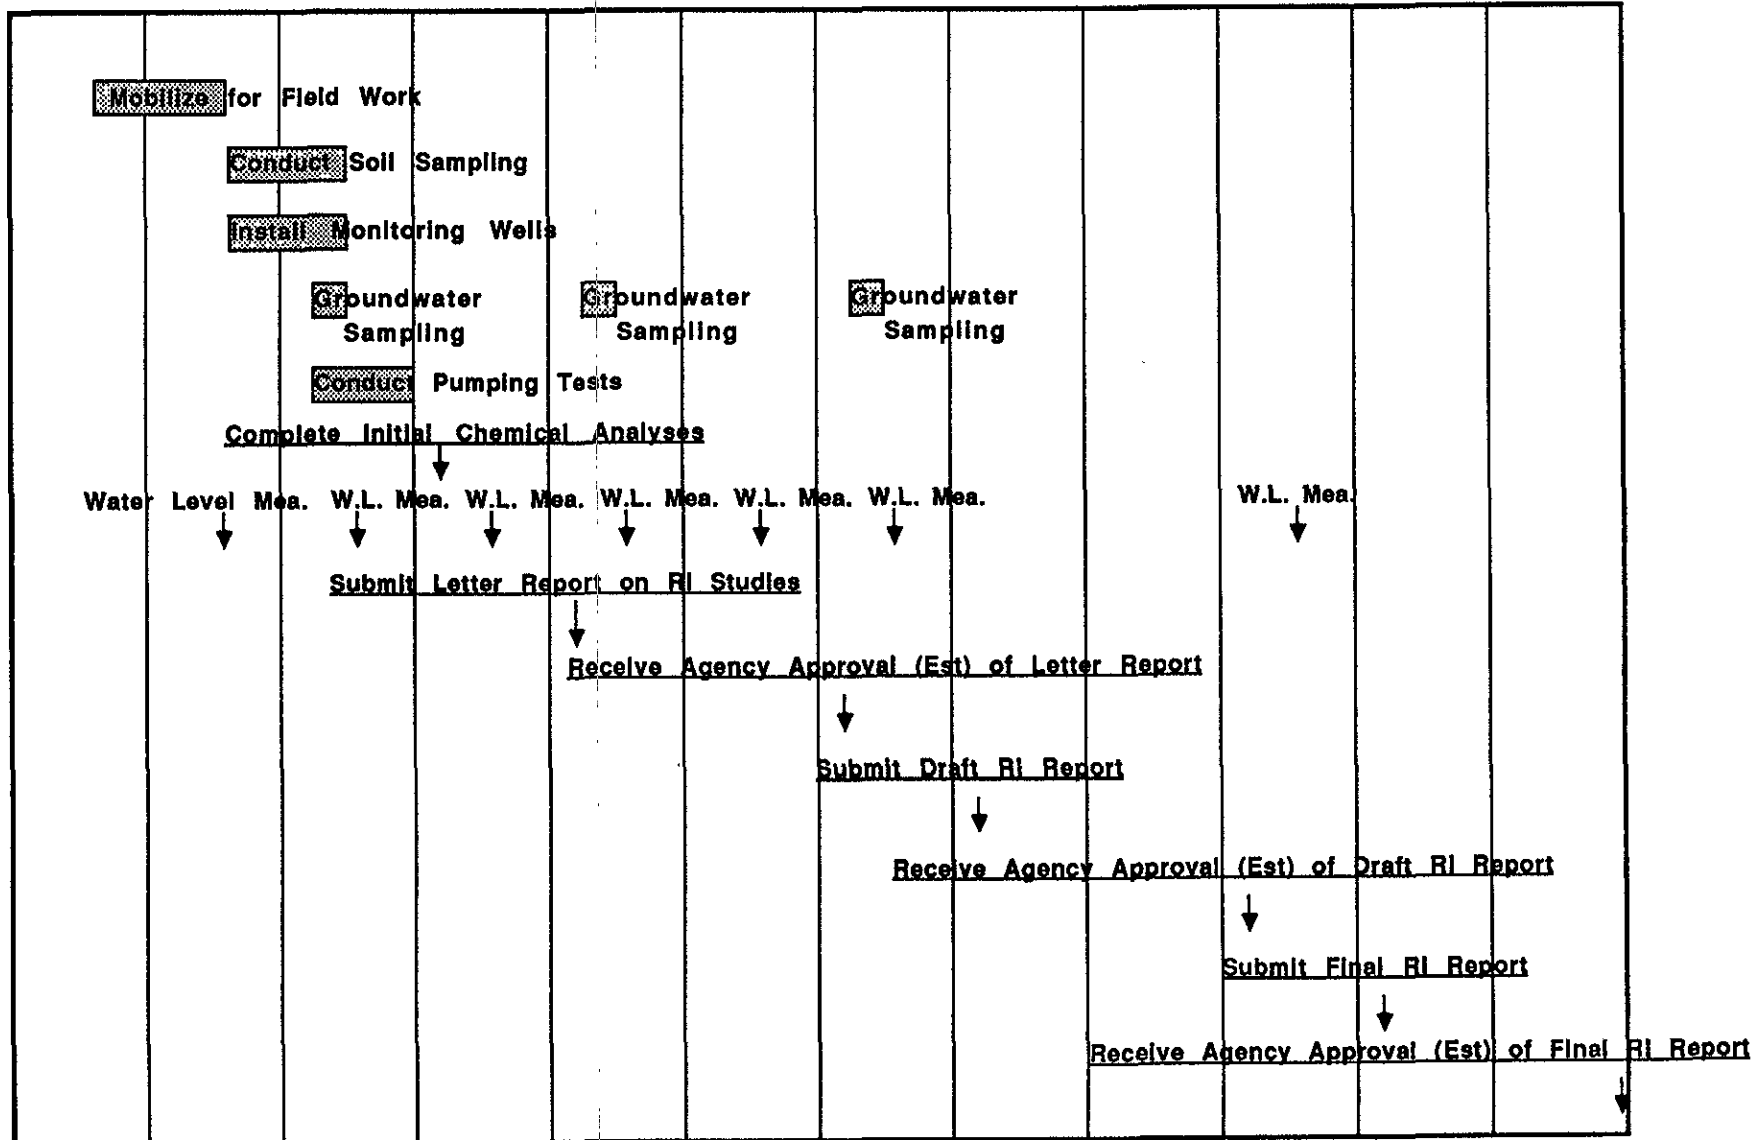 Mobilize for Field Work
Conduct Soil Sampling
Install Monitoring Wells
Groundwater Groundwater Groundwater
Sampling Sampling Sampling
Conduct Pumping Tests
Complete Initial Chemical Analyses
Water Level Mea. W.L. Mea. W.L. Mea. W.L. Mea. W.L. Mea. W.L. Mea. W.L. Mea.
Submit Letter Report on RI Studies
Receive Agency Approval (Est) of Letter Report
Submit Draft RI Report
Receive Agency Approval (Est) of Draft RI Report
Submit Final RI Report
Receive Agency Approval (Est) of Final RI Report